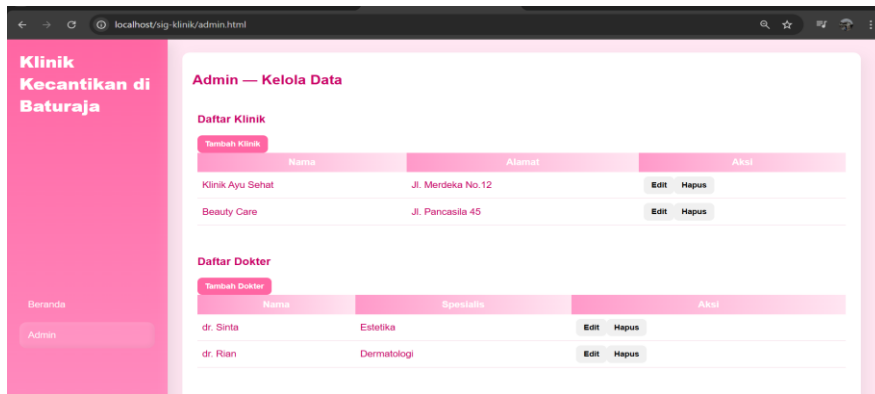 localhost/sig-klinik/admin.html
Klinik
Kecantikan di
Baturaja
Beranda
Admin
Admin — Kelola Data
Daftar Klinik
Tambah Klinik
Nama Alamat Aksi
Klinik Ayu Sehat Jl. Merdeka No.12 Edit Hapus
Beauty Care Jl. Pancasila 45 Edit Hapus
Daftar Dokter
Tambah Dokter
Nama Spesialis Aksi
dr. Sinta Estetika Edit Hapus
dr. Rian Dermatologi Edit Hapus